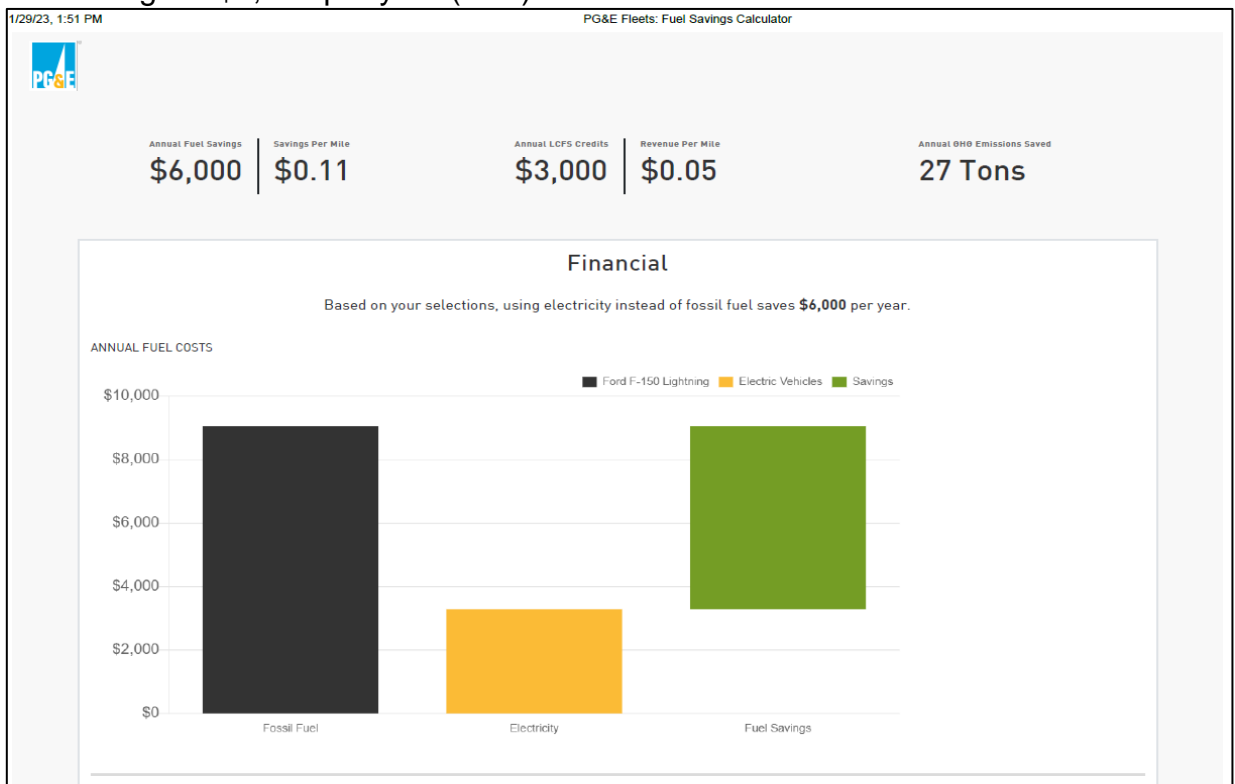 1/29/23, 1:51 PM PG&E Fleets: Fuel Savings Calculator
PG&E
Annual Fuel Savings Savings Per Mile Annual LCFS Credits Revenue Per Mile Annual GHG Emissions Saved
$6,000 $0.11 $3,000 $0.05 27 Tons
Financial
Based on your selections, using electricity instead of fossil fuel saves $6,000 per year.
ANNUAL FUEL COSTS
Ford F-150 Lightning Electric Vehicles Savings
$10,000
$8,000
$6,000
$4,000
$2,000
$0
Fossil Fuel Electricity Fuel Savings